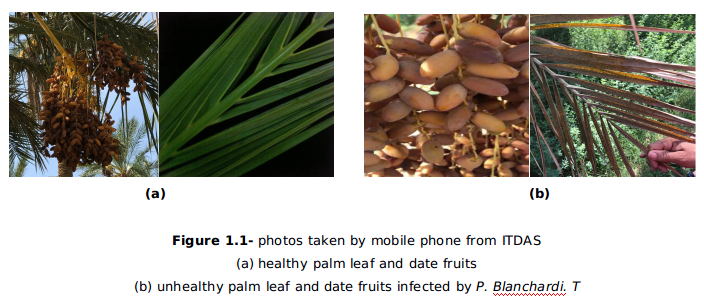 (a) (b)
Figure 1.1- photos taken by mobile phone from ITDAS
(a) healthy palm leaf and date fruits
(b) unhealthy palm leaf and date fruits infected by P. Blanchardi. T